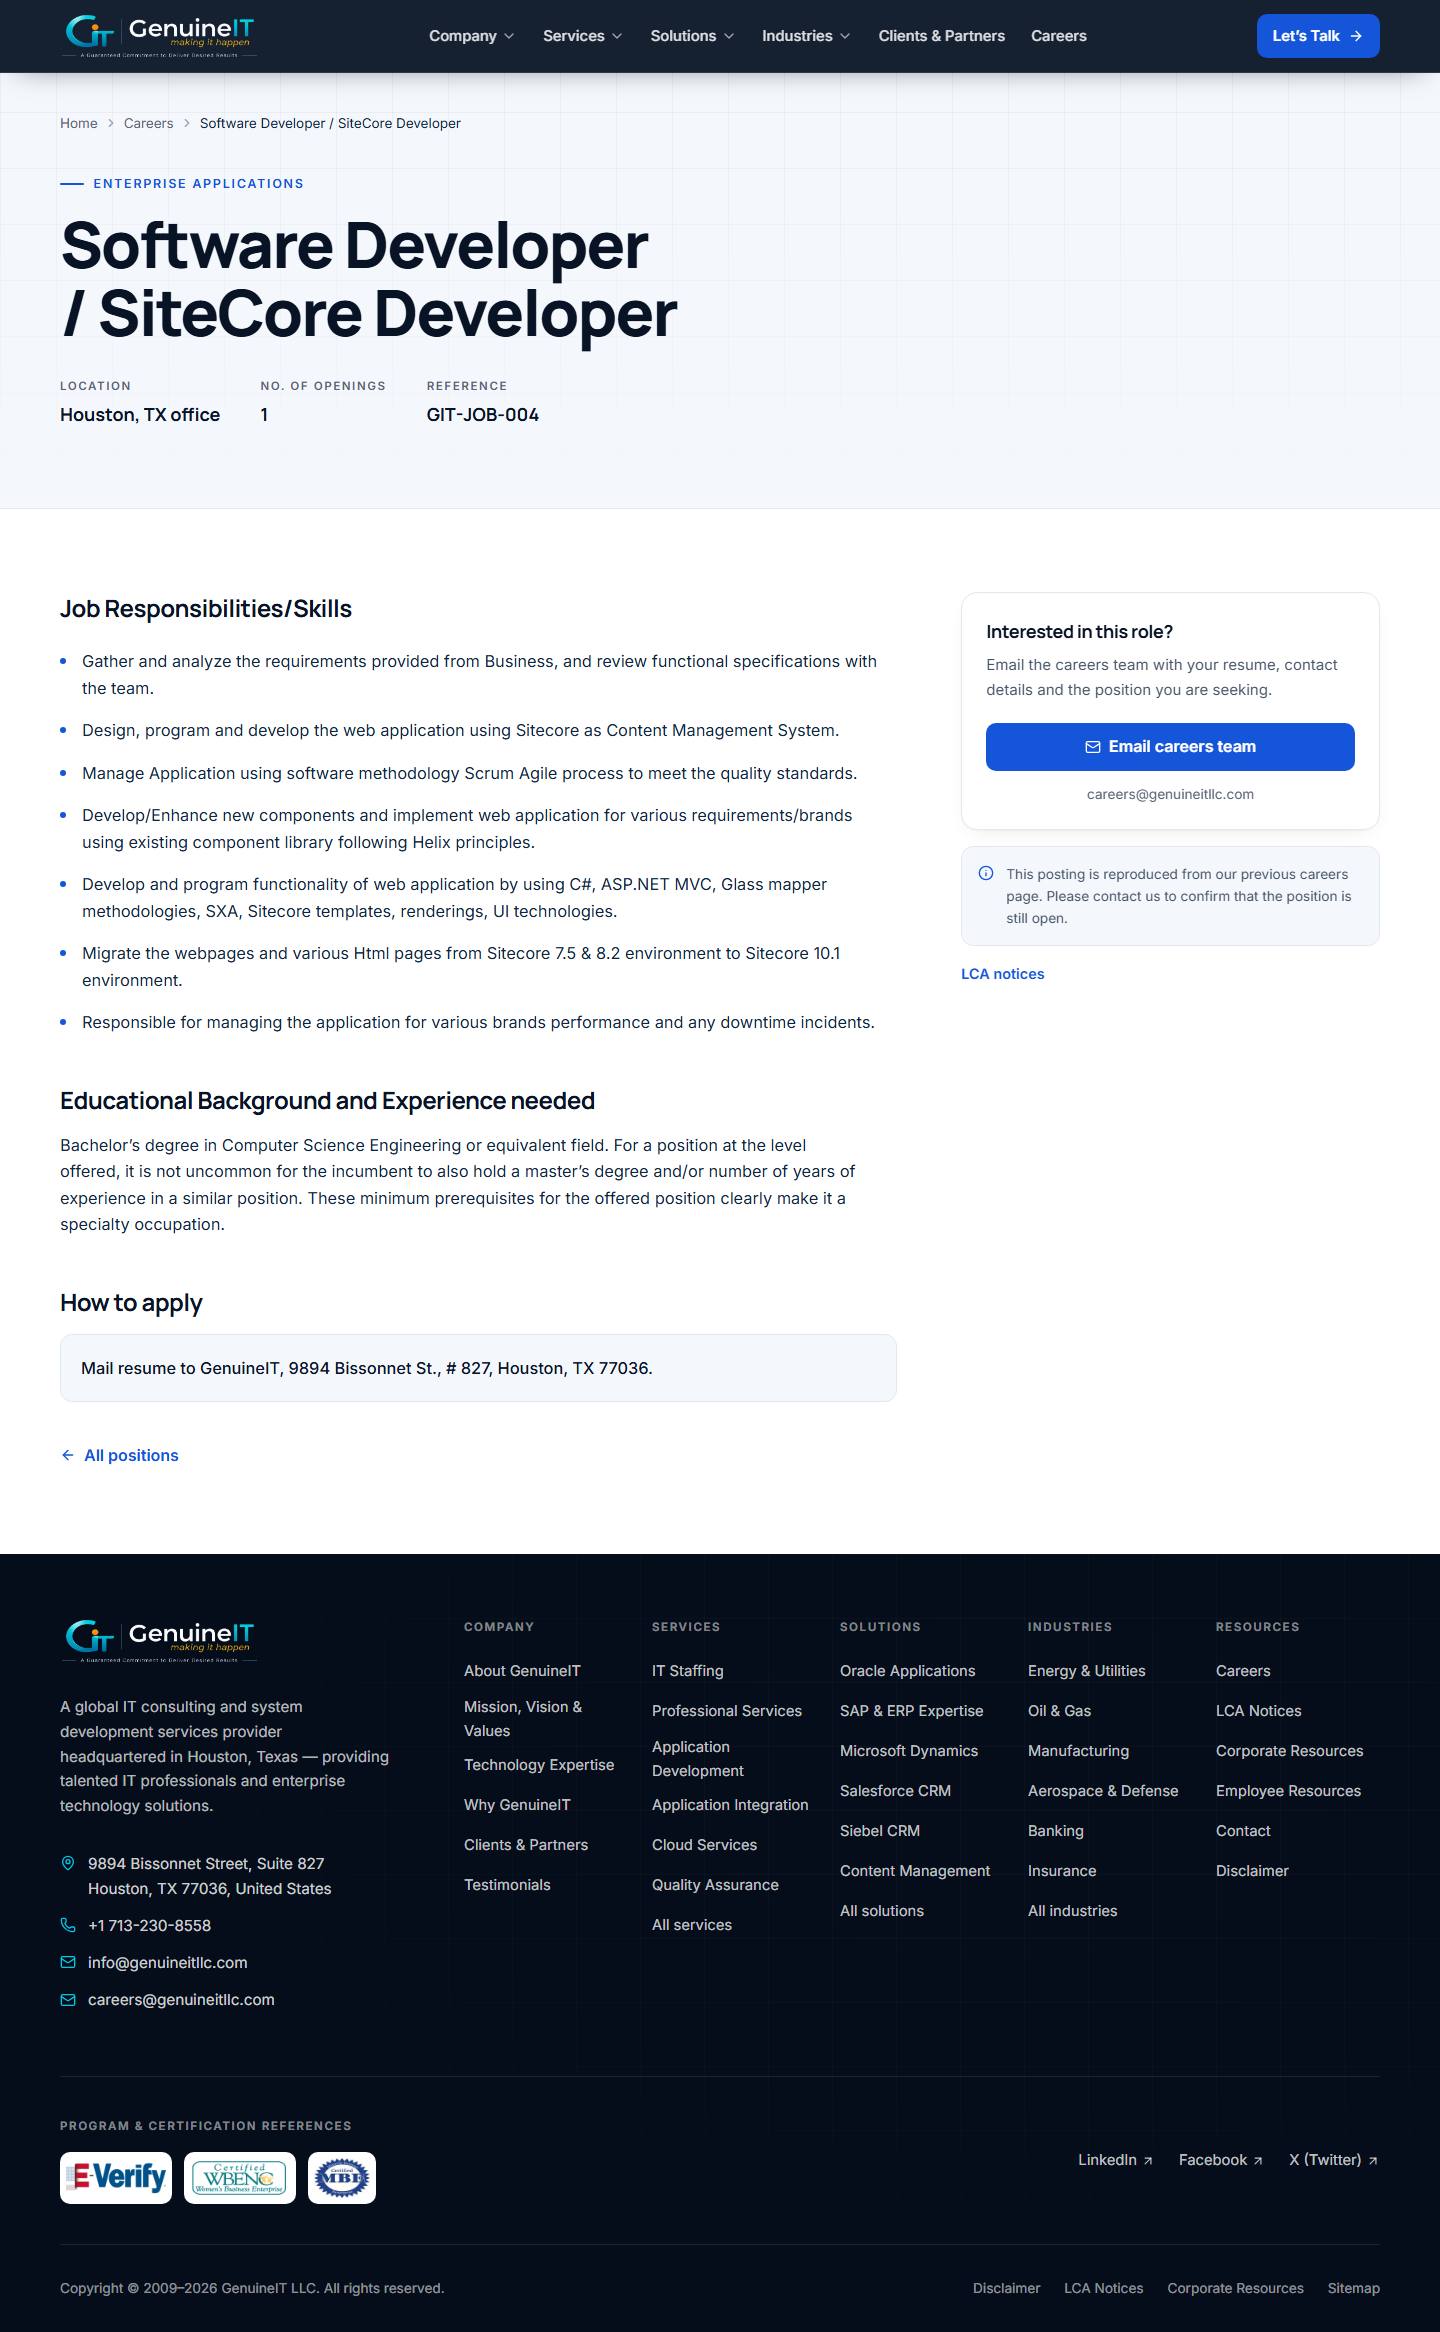 GIT GenuineIT
making it happen
A Guaranteed Commitment to Deliver Desired Results
Company Services Solutions Industries Clients & Partners Careers
Let's Talk
Home > Careers > Software Developer / SiteCore Developer
ENTERPRISE APPLICATIONS
Software Developer
/ SiteCore Developer
LOCATION NO. OF OPENINGS REFERENCE
Houston, TX office 1 GIT-JOB-004
Job Responsibilities/Skills
Gather and analyze the requirements provided from Business, and review functional specifications with
the team.
Design, program and develop the web application using Sitecore as Content Management System.
Manage Application using software methodology Scrum Agile process to meet the quality standards.
Develop/Enhance new components and implement web application for various requirements/brands
using existing component library following Helix principles.
Develop and program functionality of web application by using C#, ASP.NET MVC, Glass mapper
methodologies, SXA, Sitecore templates, renderings, UI technologies.
Migrate the webpages and various Html pages from Sitecore 7.5 & 8.2 environment to Sitecore 10.1
environment.
Responsible for managing the application for various brands performance and any downtime incidents.
Educational Background and Experience needed
Bachelor's degree in Computer Science Engineering or equivalent field. For a position at the level
offered, it is not uncommon for the incumbent to also hold a master's degree and/or number of years of
experience in a similar position. These minimum prerequisites for the offered position clearly make it a
specialty occupation.
How to apply
Mail resume to GenuineIT, 9894 Bissonnet St., # 827, Houston, TX 77036.
All positions
Interested in this role?
Email the careers team with your resume, contact
details and the position you are seeking.
Email careers team
careers@genuineitllc.com
This posting is reproduced from our previous careers
page. Please contact us to confirm that the position is
still open.
LCA notices
GIT GenuineIT
making it happen
A Guaranteed Commitment to Deliver Desired Results
A global IT consulting and system
development services provider
headquartered in Houston, Texas — providing
talented IT professionals and enterprise
technology solutions.
9894 Bissonnet Street, Suite 827
Houston, TX 77036, United States
+1 713-230-8558
info@genuineitllc.com
careers@genuineitllc.com
COMPANY
About GenuineIT
Mission, Vision &
Values
Technology Expertise
Why GenuineIT
Clients & Partners
Testimonials
SERVICES
IT Staffing
Professional Services
Application
Development
Application Integration
Cloud Services
Quality Assurance
All services
SOLUTIONS
Oracle Applications
SAP & ERP Expertise
Microsoft Dynamics
Salesforce CRM
Siebel CRM
Content Management
All solutions
INDUSTRIES
Energy & Utilities
Oil & Gas
Manufacturing
Aerospace & Defense
Banking
Insurance
All industries
RESOURCES
Careers
LCA Notices
Corporate Resources
Employee Resources
Contact
Disclaimer
PROGRAM & CERTIFICATION REFERENCES
E-Verify
Certified
WBENC
Women's Business Enterprise
Certified
MBE
LinkedIn Facebook X (Twitter)
Copyright © 2009–2026 GenuineIT LLC. All rights reserved.
Disclaimer LCA Notices Corporate Resources Sitemap